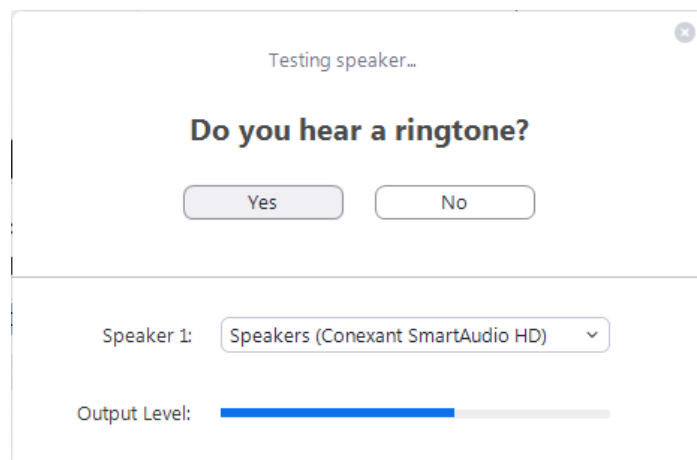 Testing speaker...
Do you hear a ringtone?
Yes No
Speaker 1: Speakers (Conexant SmartAudio HD)
Output Level: